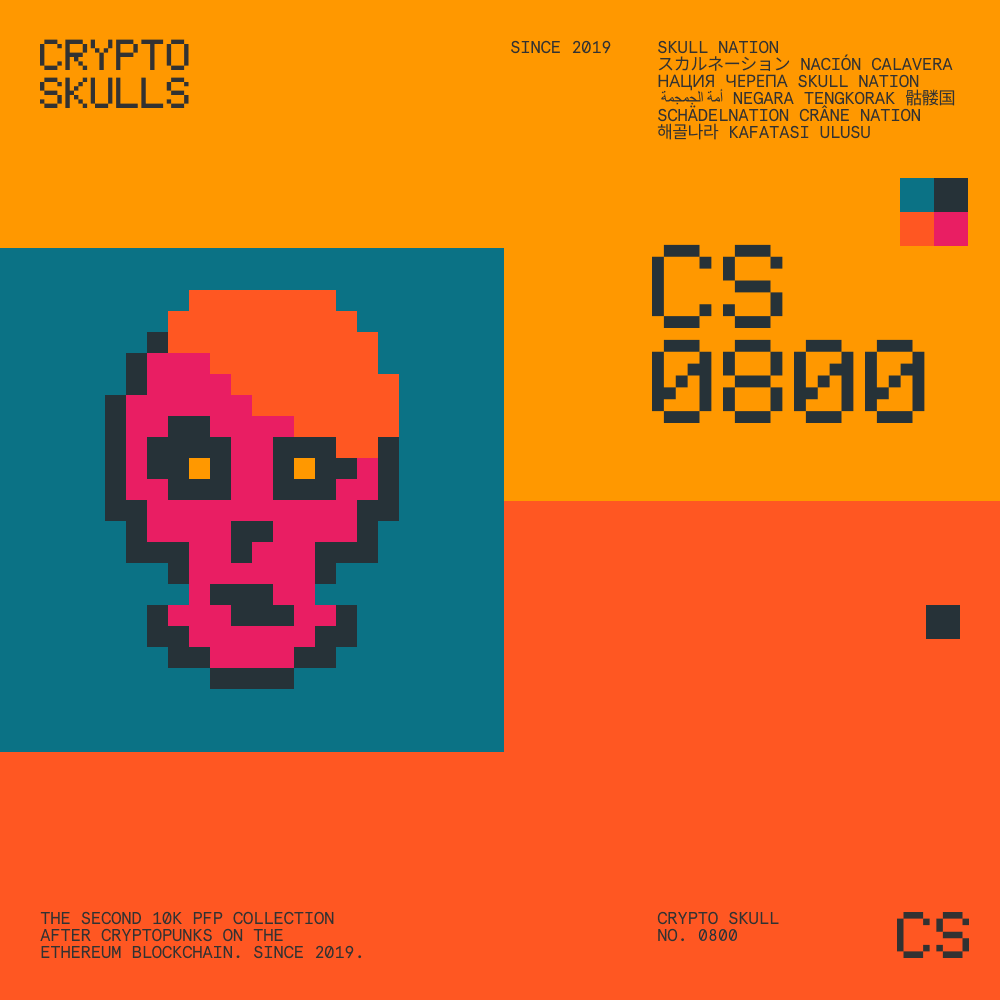 CRYPTO
SKULLS
SINCE 2019
SKULL NATION
スカルネーション NACIÓN CALAVERA
НАЦИЯ ЧЕРЕПА SKULL NATION
أمة الجمجمة NEGARA TENGKORAK 骷髅国
SCHÄDELNATION CRÂNE NATION
해골나라 KAFATASI ULUSU
CS
0800
THE SECOND 10K PFP COLLECTION
AFTER CRYPTOPUNKS ON THE
ETHEREUM BLOCKCHAIN. SINCE 2019.
CRYPTO SKULL
NO. 0800
CS